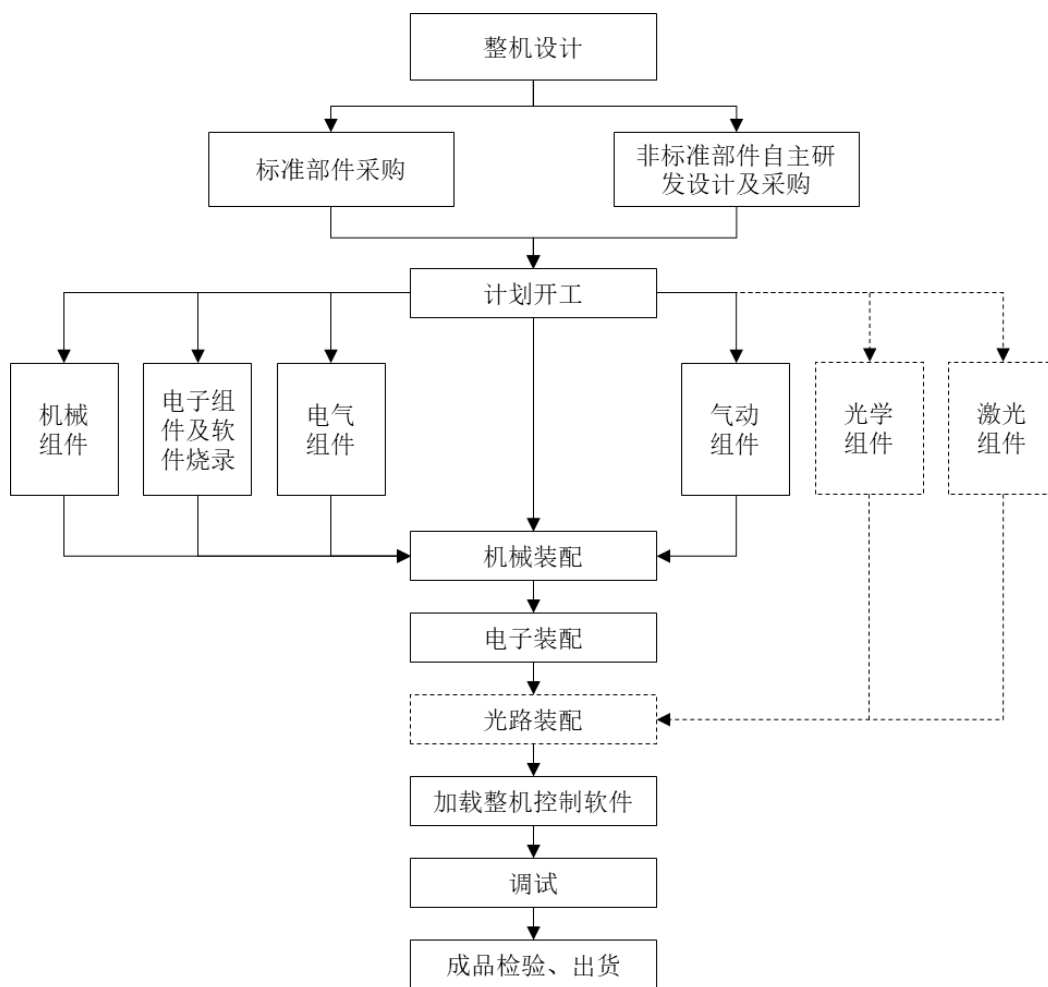 整机设计
标准部件采购
非标准部件自主研
发设计及采购
计划开工
机械
组件
电子组
件及软
件烧录
电气
组件
气动
组件
光学
组件
激光
组件
机械装配
电子装配
光路装配
加载整机控制软件
调试
成品检验、出货